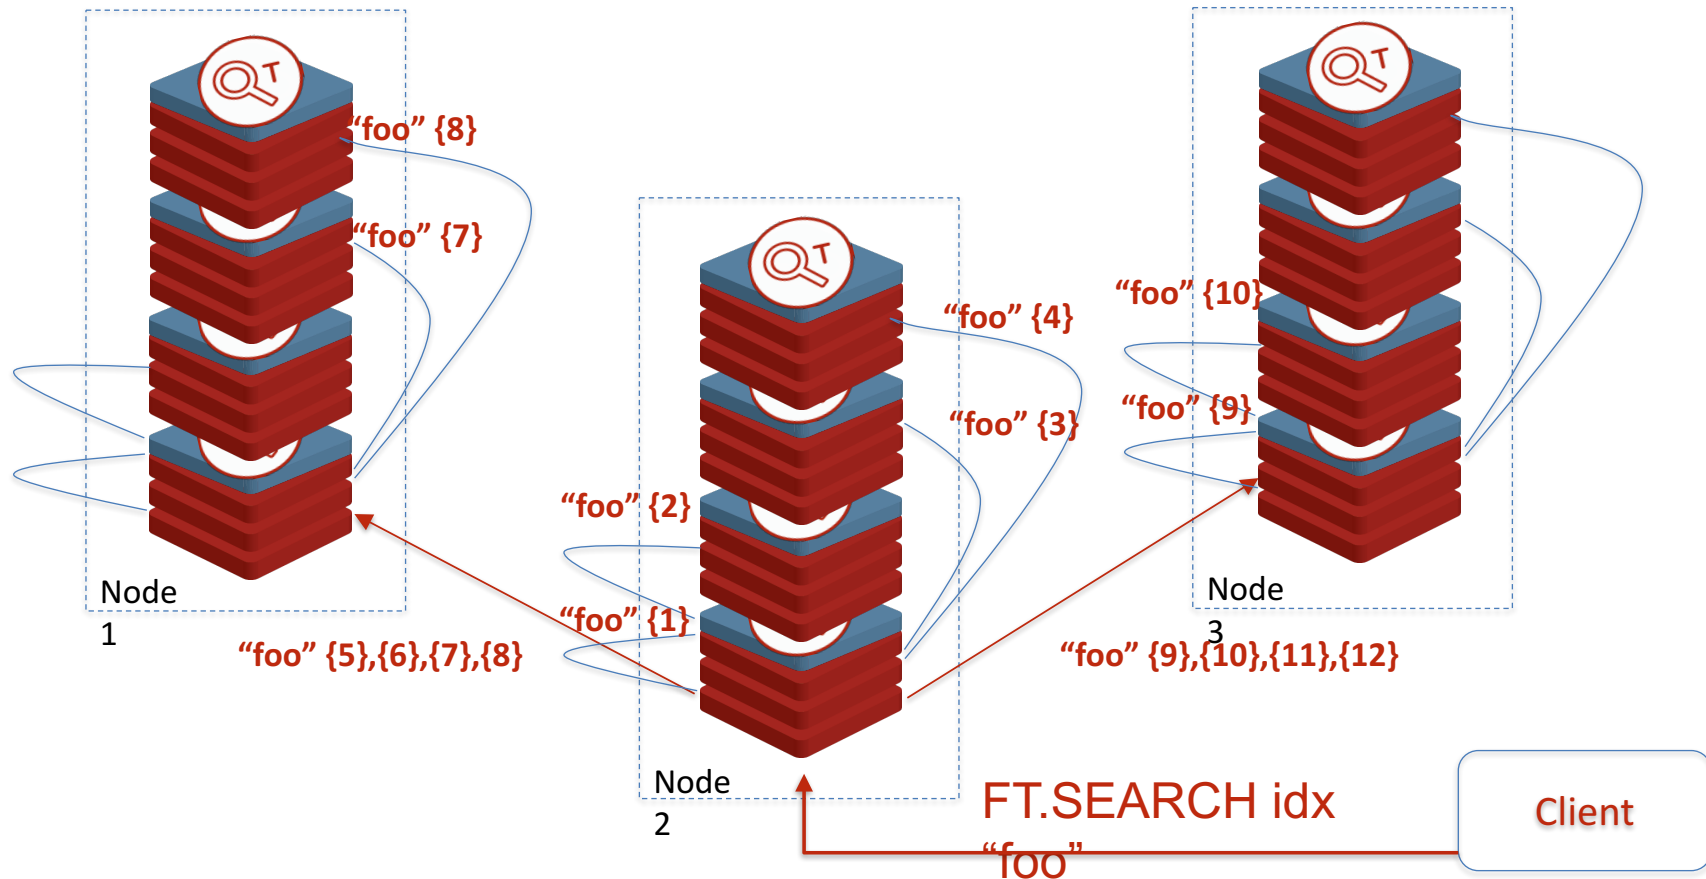 “foo” {8}
“foo” {7}
“foo” {10}
“foo” {4}
“foo” {9}
“foo” {3}
“foo” {2}
Node
1
Node
3
“foo” {1}
“foo” {5},{6},{7},{8}
“foo” {9},{10},{11},{12}
Node
2
FT.SEARCH idx
“foo”
Client
T
T
T